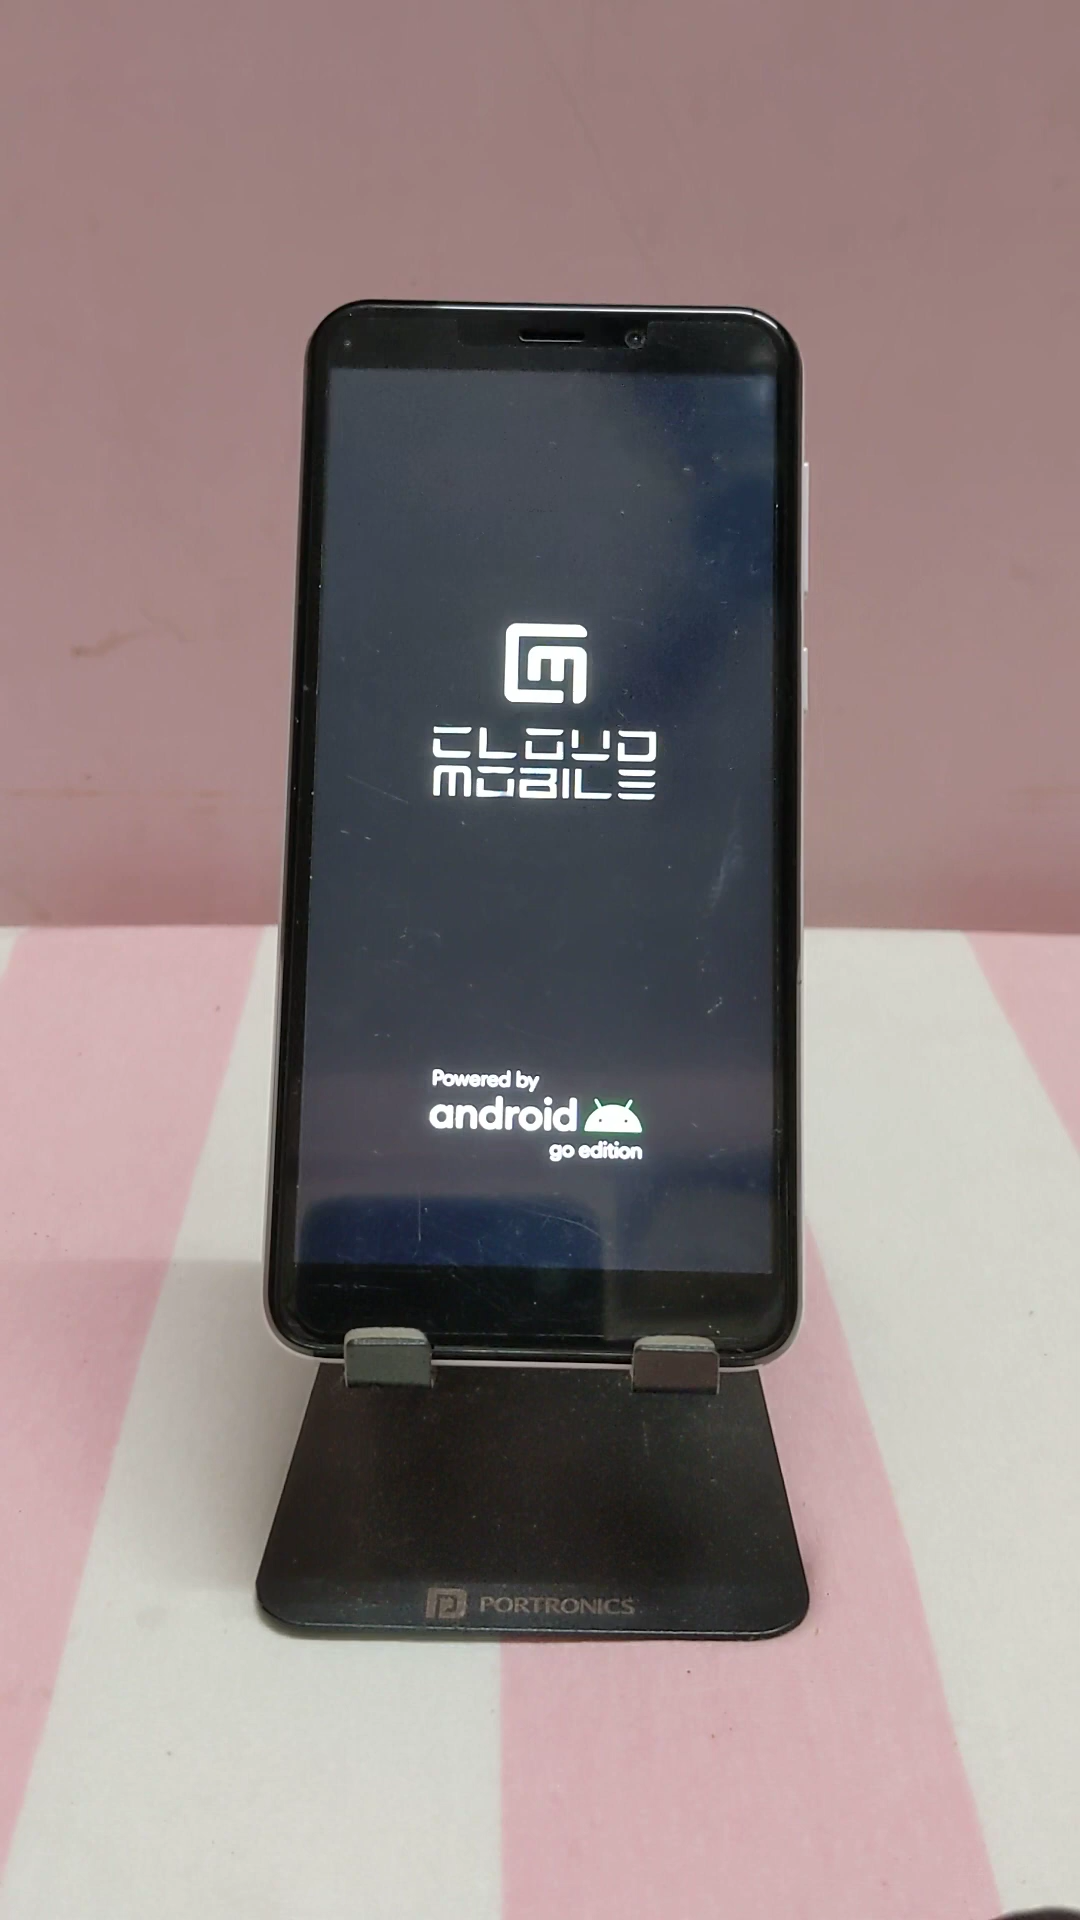 CLOUD
MOBILE
Powered by
android
go edition
PORTRONICS